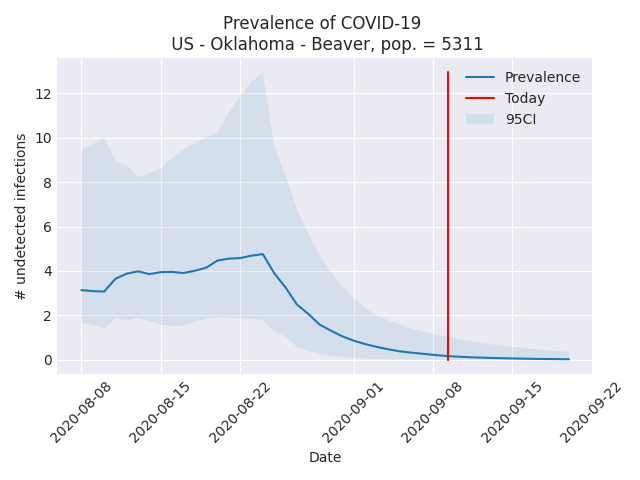 Prevalence of COVID-19
US - Oklahoma - Beaver, pop. = 5311
Prevalence
Today
95CI
12
10
8
6
4
2
0
# undetected infections
2020-08-08
2020-08-15
2020-08-22
2020-09-01
2020-09-08
2020-09-15
2020-09-22
Date